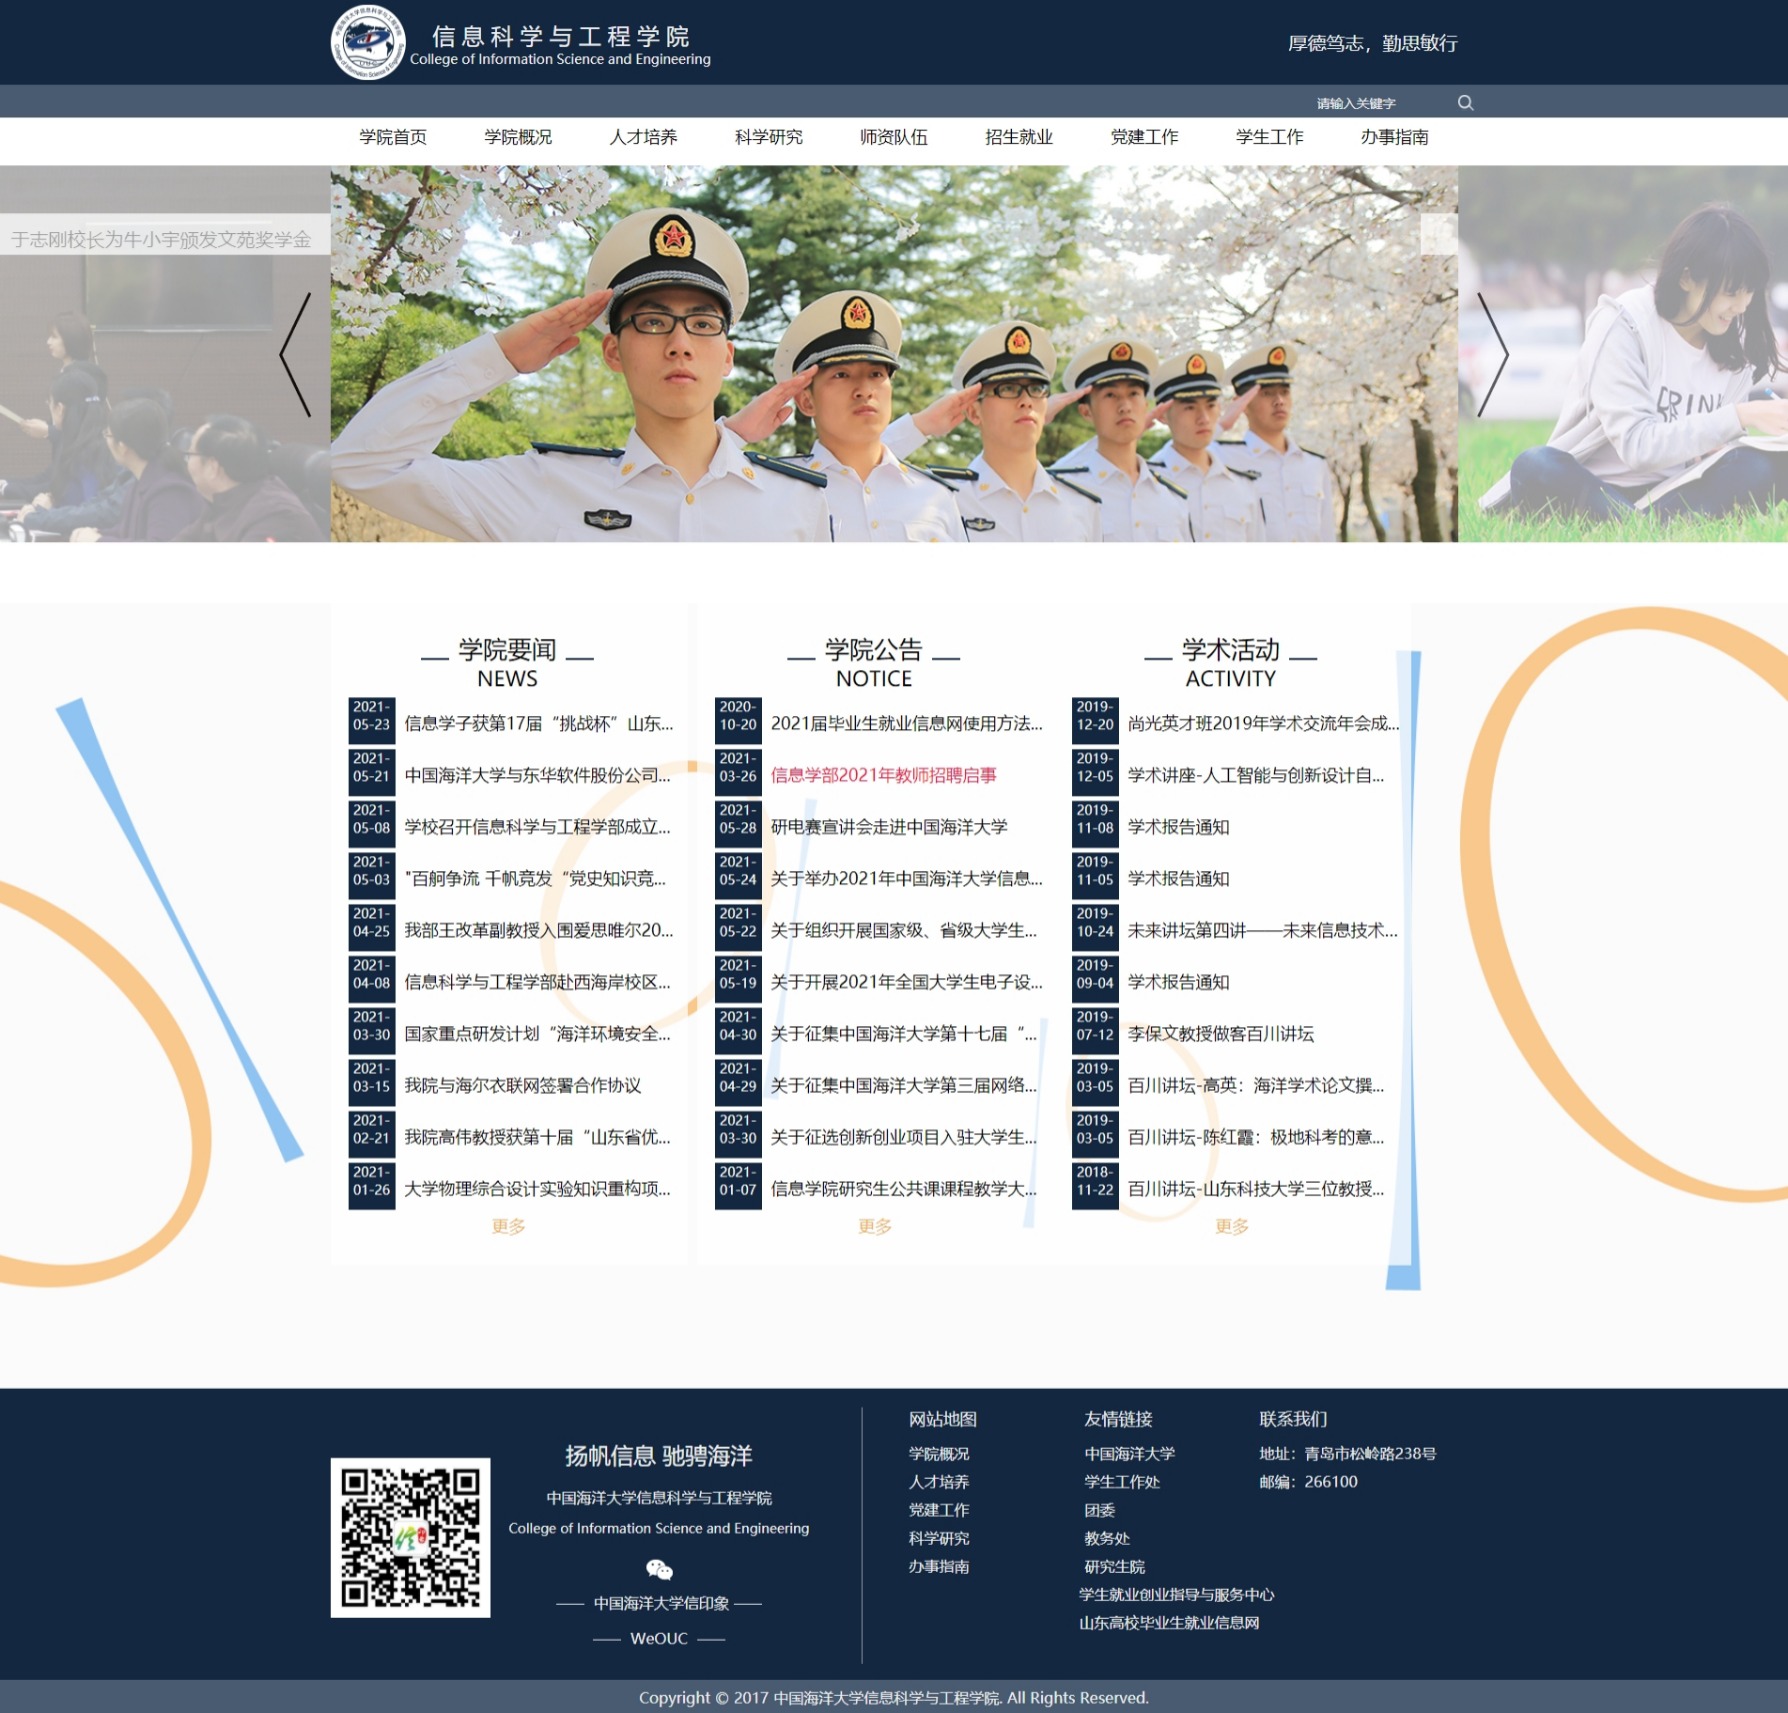 信息科学与工程学院
College of Information Science and Engineering
厚德笃志，勤思敏行
请输入关键字
学院首页 学院概况 人才培养 科学研究 师资队伍 招生就业 党建工作 学生工作 办事指南
于志刚校长为牛小宇颁发文苑奖学金
学院要闻
NEWS
2021-05-23 信息学子获第17届“挑战杯”山东...
2021-05-21 中国海洋大学与东华软件股份公司...
2021-05-08 学校召开信息科学与工程学部成立...
2021-05-03 "百舸争流 千帆竞发“党史知识竞...
2021-04-25 我部王改革副教授入围爱思唯尔20...
2021-04-08 信息科学与工程学部赴西海岸校区...
2021-03-30 国家重点研发计划“海洋环境安全...
2021-03-15 我院与海尔衣联网签署合作协议
2021-02-21 我院高伟教授获第十届“山东省优...
2021-01-26 大学物理综合设计实验知识重构项...
更多
学院公告
NOTICE
2020-10-20 2021届毕业生就业信息网使用方法...
2021-03-26 信息学部2021年教师招聘启事
2021-05-28 研电赛宣讲会走进中国海洋大学
2021-05-24 关于举办2021年中国海洋大学信息...
2021-05-22 关于组织开展国家级、省级大学生...
2021-05-19 关于开展2021年全国大学生电子设...
2021-04-30 关于征集中国海洋大学第十七届“...
2021-04-29 关于征集中国海洋大学第三届网络...
2021-03-30 关于征选创新创业项目入驻大学生...
2021-01-07 信息学院研究生公共课课程教学大...
更多
学术活动
ACTIVITY
2019-12-20 尚光英才班2019年学术交流年会成...
2019-12-05 学术讲座-人工智能与创新设计自...
2019-11-08 学术报告通知
2019-11-05 学术报告通知
2019-10-24 未来讲坛第四讲——未来信息技术...
2019-09-04 学术报告通知
2019-07-12 李保文教授做客百川讲坛
2019-03-05 百川讲坛-高英：海洋学术论文撰...
2019-03-05 百川讲坛-陈红霞：极地科考的意...
2018-11-22 百川讲坛-山东科技大学三位教授...
更多
扬帆信息 驰骋海洋
中国海洋大学信息科学与工程学院
College of Information Science and Engineering
中国海洋大学信印象
WeOUC
网站地图
学院概况
人才培养
党建工作
科学研究
办事指南
友情链接
中国海洋大学
学生工作处
团委
教务处
研究生院
学生就业创业指导与服务中心
山东高校毕业生就业信息网
联系我们
地址：青岛市松岭路238号
邮编：266100
Copyright © 2017 中国海洋大学信息科学与工程学院. All Rights Reserved.